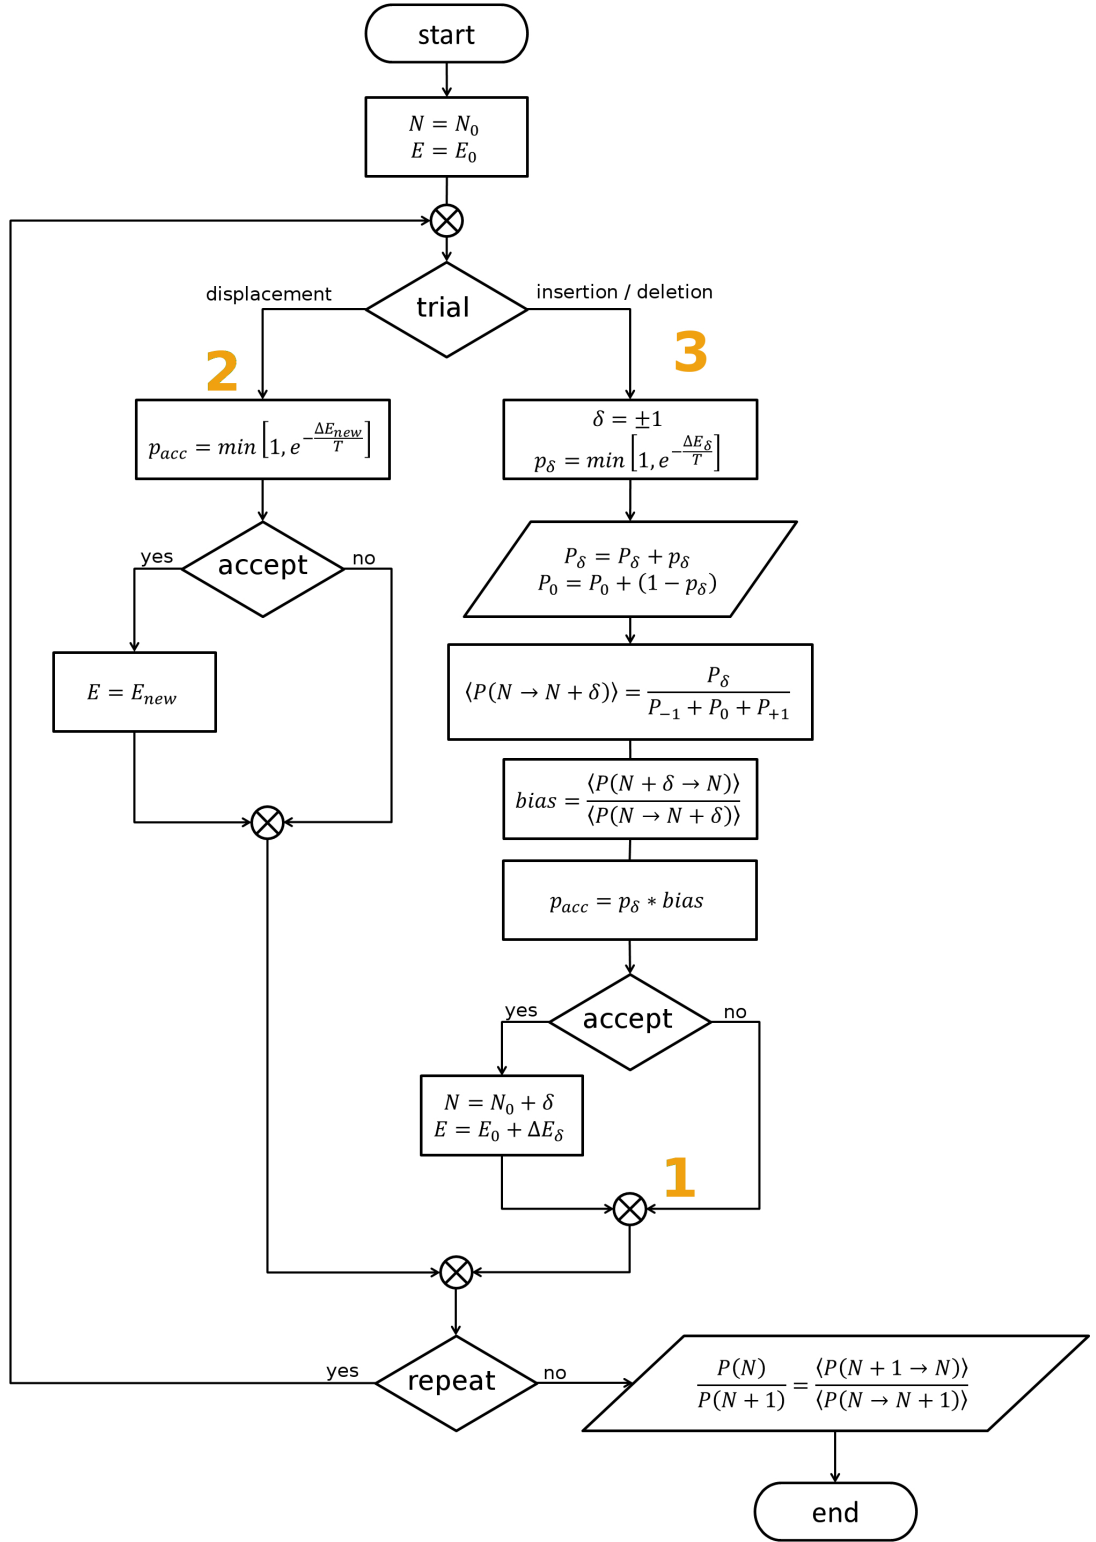 start
N = N₀
E = E₀
trial
displacement
insertion / deletion
2
3
p_acc = min [1, e^(-ΔE_new/T)]
δ = ±1
p_δ = min [1, e^(-ΔE_δ/T)]
P_δ = P_δ + p_δ
P₀ = P₀ + (1 − p_δ)
accept
yes
no
E = E_new
⟨P(N → N + δ)⟩ = P_δ / (P₋₁ + P₀ + P₊₁)
bias = ⟨P(N + δ → N)⟩ / ⟨P(N → N + δ)⟩
p_acc = p_δ * bias
accept
yes
no
N = N₀ + δ
E = E₀ + ΔE_δ
1
repeat
yes
no
P(N) / P(N + 1) = ⟨P(N + 1 → N)⟩ / ⟨P(N → N + 1)⟩
end